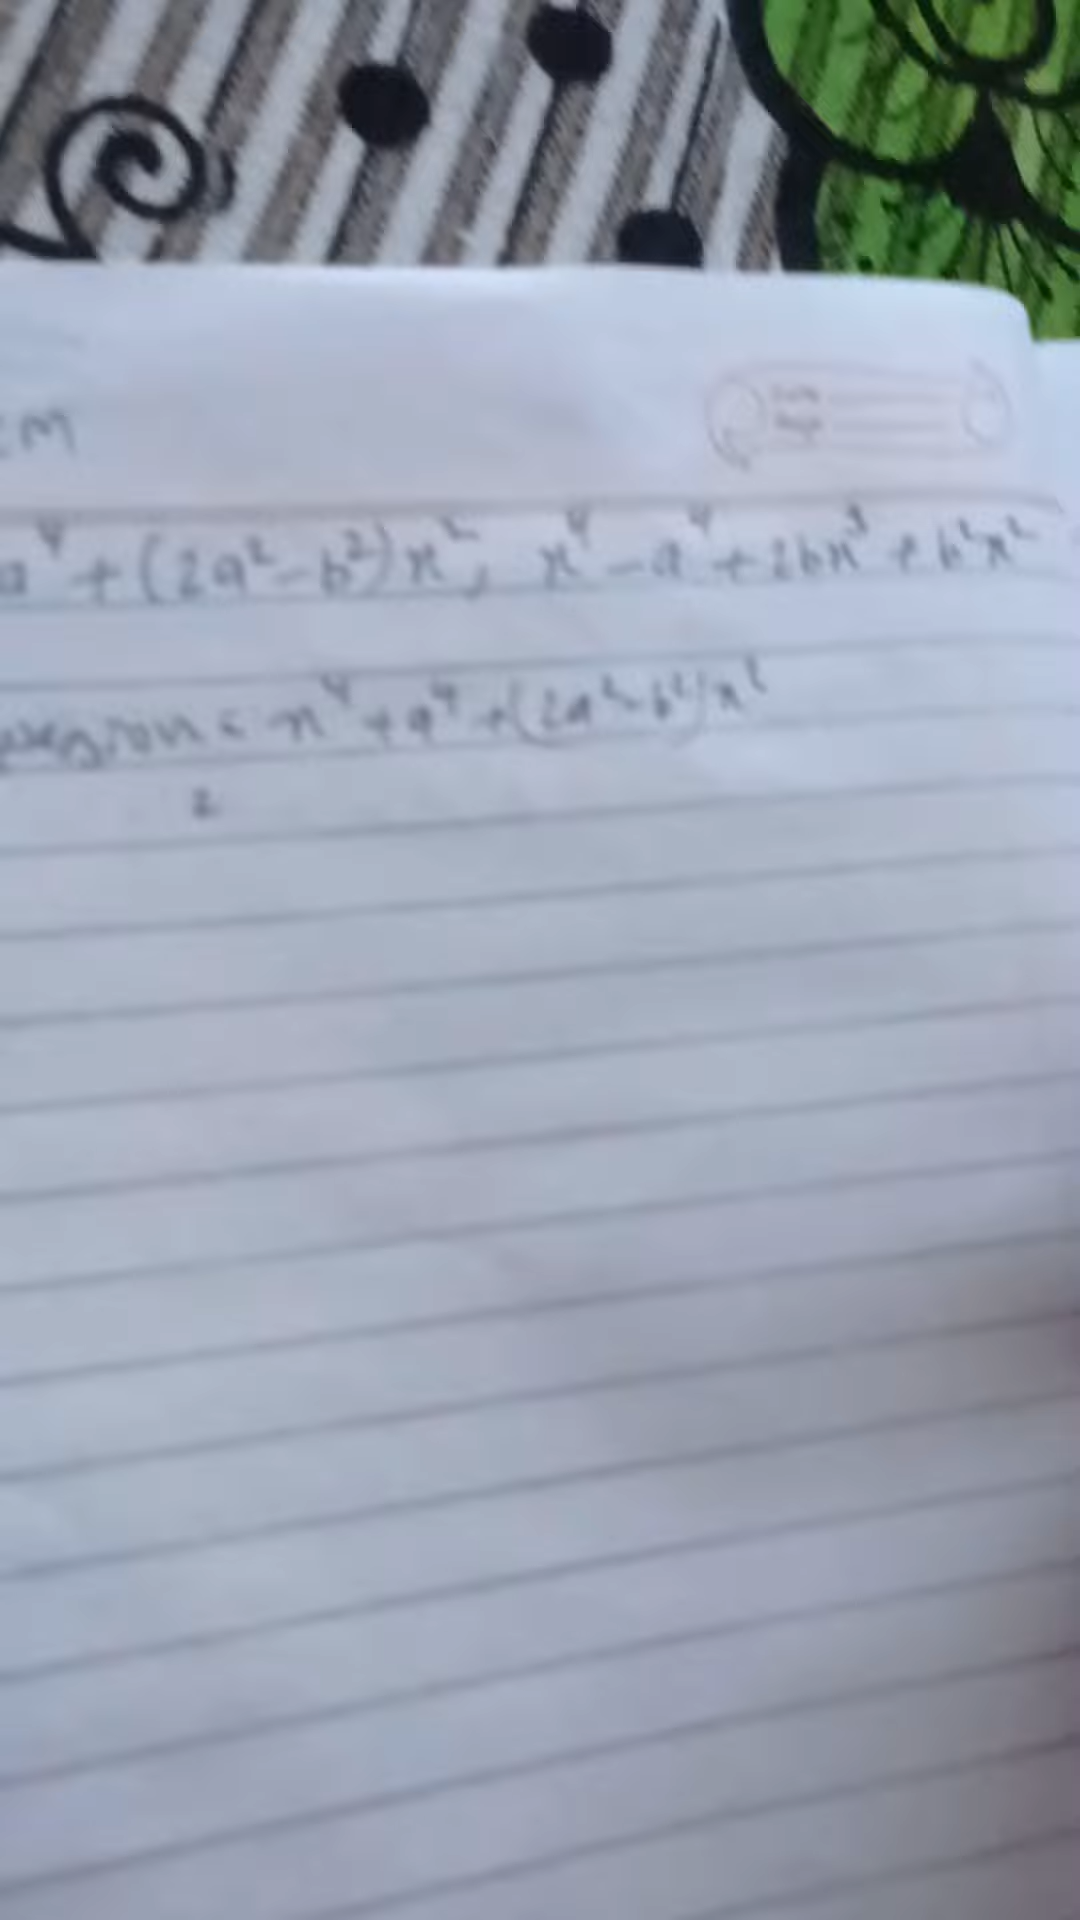 a⁴ + (2a² - b²)x², x⁴ - a⁴ + 2bx³ + b²x²
x⁴ + a⁴ + (2a² - b²)x²